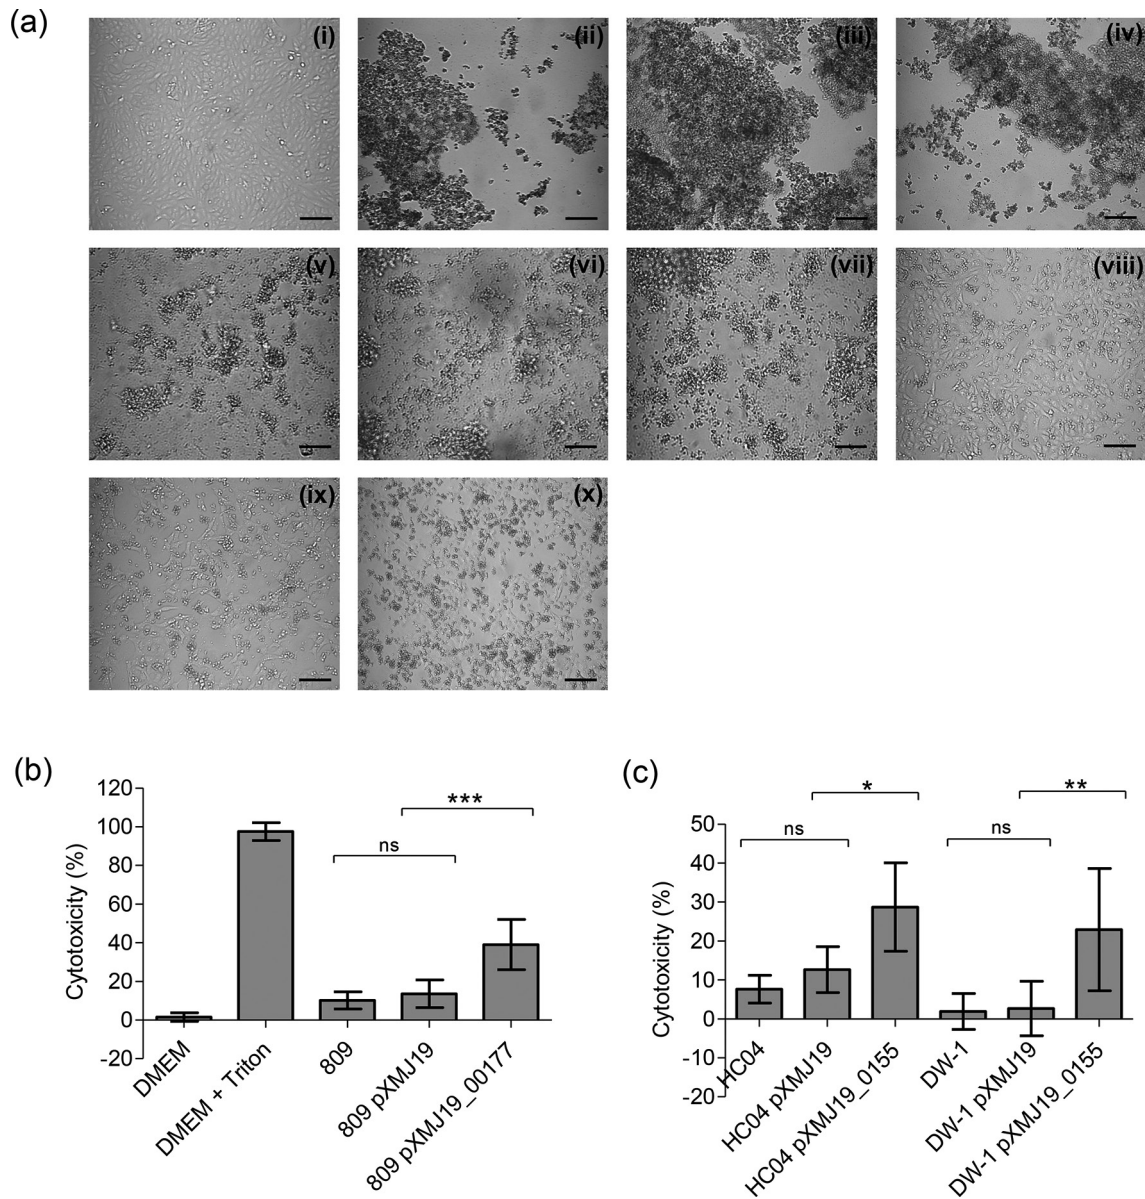 (a)
(i)
(ii)
(iii)
(iv)
(v)
(vi)
(vii)
(viii)
(ix)
(x)
(b)
Cytotoxicity (%)
120
100
80
60
40
20
0
-20
ns
***
DMEM
DMEM + Triton
809
809 pXMJ19
809 pXMJ19_00177
(c)
Cytotoxicity (%)
50
40
30
20
10
0
-10
-20
ns
*
ns
**
HC04
HC04 pXMJ19
HC04 pXMJ19_0155
DW-1
DW-1 pXMJ19
DW-1 pXMJ19_0155